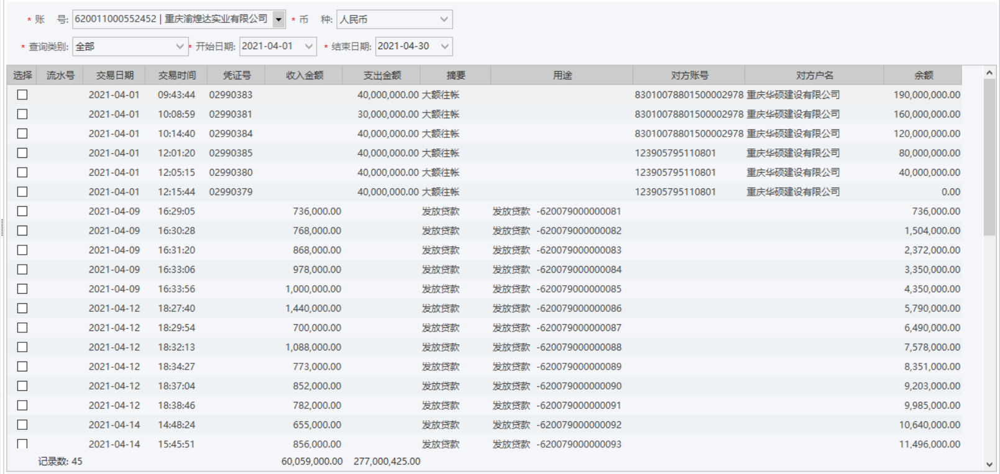 * 账 号: 620011000552452 | 重庆渝煌达实业有限公司 * 币 种: 人民币
* 查询类别: 全部 * 开始日期: 2021-04-01 * 结束日期: 2021-04-30
选择 流水号 交易日期 交易时间 凭证号 收入金额 支出金额 摘要 用途 对方账号 对方户名 余额
2021-04-01 09:43:44 02990383 40,000,000.00 大额往帐 83010078801500002978 重庆华硕建设有限公司 190,000,000.00
2021-04-01 10:08:59 02990381 30,000,000.00 大额往帐 83010078801500002978 重庆华硕建设有限公司 160,000,000.00
2021-04-01 10:14:40 02990384 40,000,000.00 大额往帐 83010078801500002978 重庆华硕建设有限公司 120,000,000.00
2021-04-01 12:01:20 02990385 40,000,000.00 大额往帐 123905795110801 重庆华硕建设有限公司 80,000,000.00
2021-04-01 12:05:15 02990380 40,000,000.00 大额往帐 123905795110801 重庆华硕建设有限公司 40,000,000.00
2021-04-01 12:15:44 02990379 40,000,000.00 大额往帐 123905795110801 重庆华硕建设有限公司 0.00
2021-04-09 16:29:05 736,000.00 发放贷款 发放贷款 -620079000000081 736,000.00
2021-04-09 16:30:28 768,000.00 发放贷款 发放贷款 -620079000000082 1,504,000.00
2021-04-09 16:31:20 868,000.00 发放贷款 发放贷款 -620079000000083 2,372,000.00
2021-04-09 16:33:06 978,000.00 发放贷款 发放贷款 -620079000000084 3,350,000.00
2021-04-09 16:33:56 1,000,000.00 发放贷款 发放贷款 -620079000000085 4,350,000.00
2021-04-12 18:27:40 1,440,000.00 发放贷款 发放贷款 -620079000000086 5,790,000.00
2021-04-12 18:29:54 700,000.00 发放贷款 发放贷款 -620079000000087 6,490,000.00
2021-04-12 18:32:13 1,088,000.00 发放贷款 发放贷款 -620079000000088 7,578,000.00
2021-04-12 18:34:27 773,000.00 发放贷款 发放贷款 -620079000000089 8,351,000.00
2021-04-12 18:37:04 852,000.00 发放贷款 发放贷款 -620079000000090 9,203,000.00
2021-04-12 18:38:46 782,000.00 发放贷款 发放贷款 -620079000000091 9,985,000.00
2021-04-14 14:48:24 655,000.00 发放贷款 发放贷款 -620079000000092 10,640,000.00
2021-04-14 15:45:51 856,000.00 发放贷款 发放贷款 -620079000000093 11,496,000.00
记录数: 45 60,059,000.00 277,000,425.00